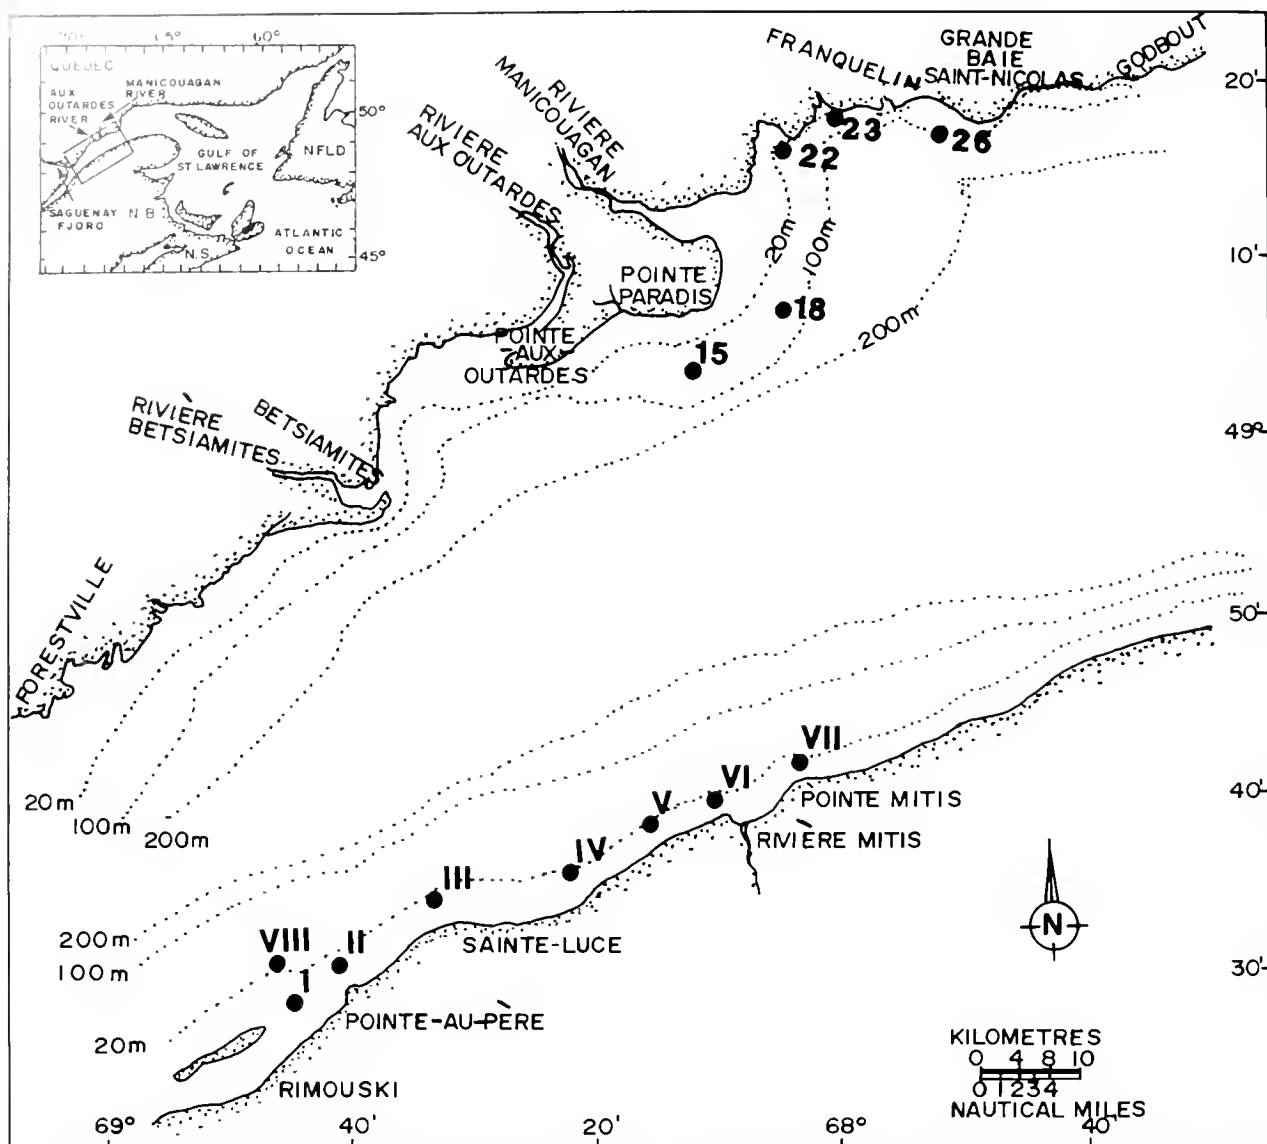 70° 65° 60°
QUEBEC
AUX
OUTARDES
RIVER
MANICOUAGAN
RIVER
50°
GULF OF
ST LAWRENCE
NFLD
SAGUENAY
FJORD
N B
N.S.
ATLANTIC
OCEAN
45°
FRANQUELIN
GRANDE
BAIE
SAINT-NICOLAS
GODBOUT
20'
RIVIERE
MANICOUAGAN
RIVIERE
AUX OUTARDES
23
22
26
20m
100m
200m
10'
POINTE
PARADIS
18
15
POINTE
-AUX-
OUTARDES
RIVIÈRE
BETSIAMITES
BETSIAMITES
49°
FORESTVILLE
50'
20m
100m
200m
VII
VI
V
IV
III
POINTE MITIS
RIVIÈRE MITIS
40'
200m
100m
20m
VIII
II
I
SAINTE-LUCE
POINTE-AU-PÈRE
RIMOUSKI
N
30'
KILOMETRES
0 4 8 10
0 1 2 3 4
NAUTICAL MILES
69° 40' 20' 68° 40'